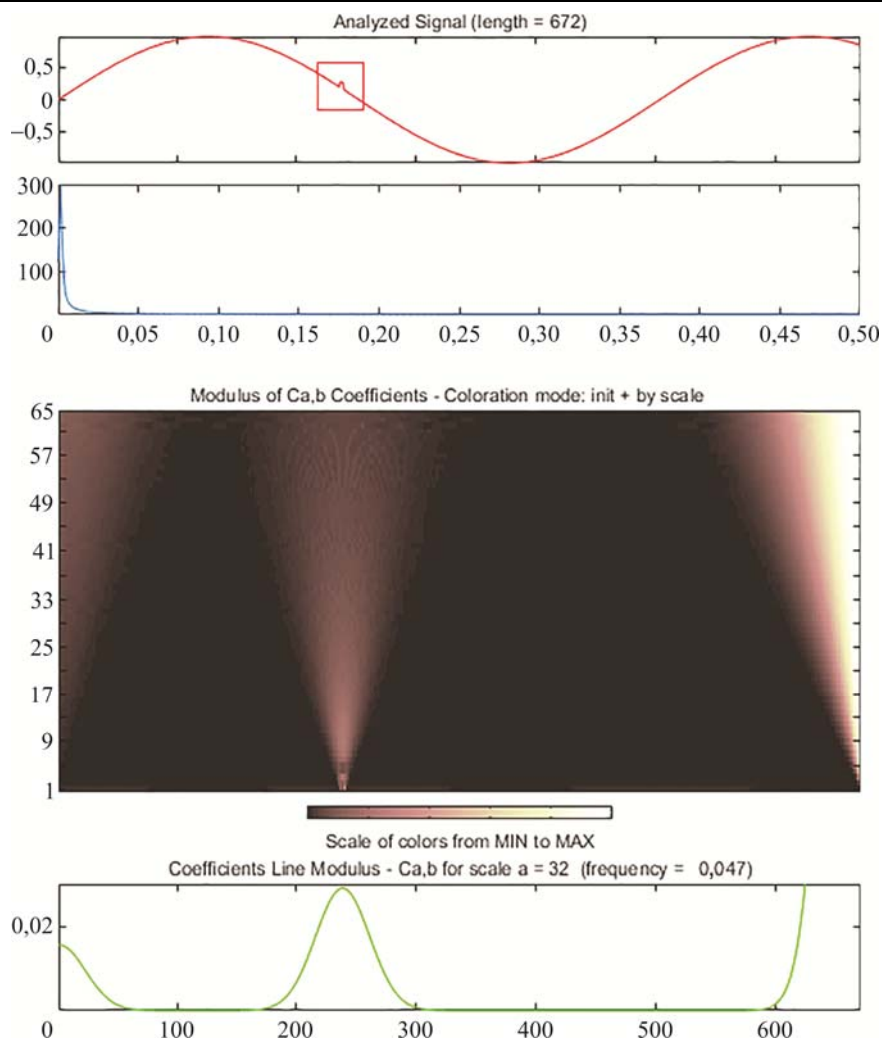 Analyzed Signal (length = 672)
0,5
0
–0,5
300
200
100
0 0,05 0,10 0,15 0,20 0,25 0,30 0,35 0,40 0,45 0,50
Modulus of Ca,b Coefficients - Coloration mode: init + by scale
65
57
49
41
33
25
17
9
1
Scale of colors from MIN to MAX
Coefficients Line Modulus - Ca,b for scale a = 32 (frequency = 0,047)
0,02
0 100 200 300 400 500 600